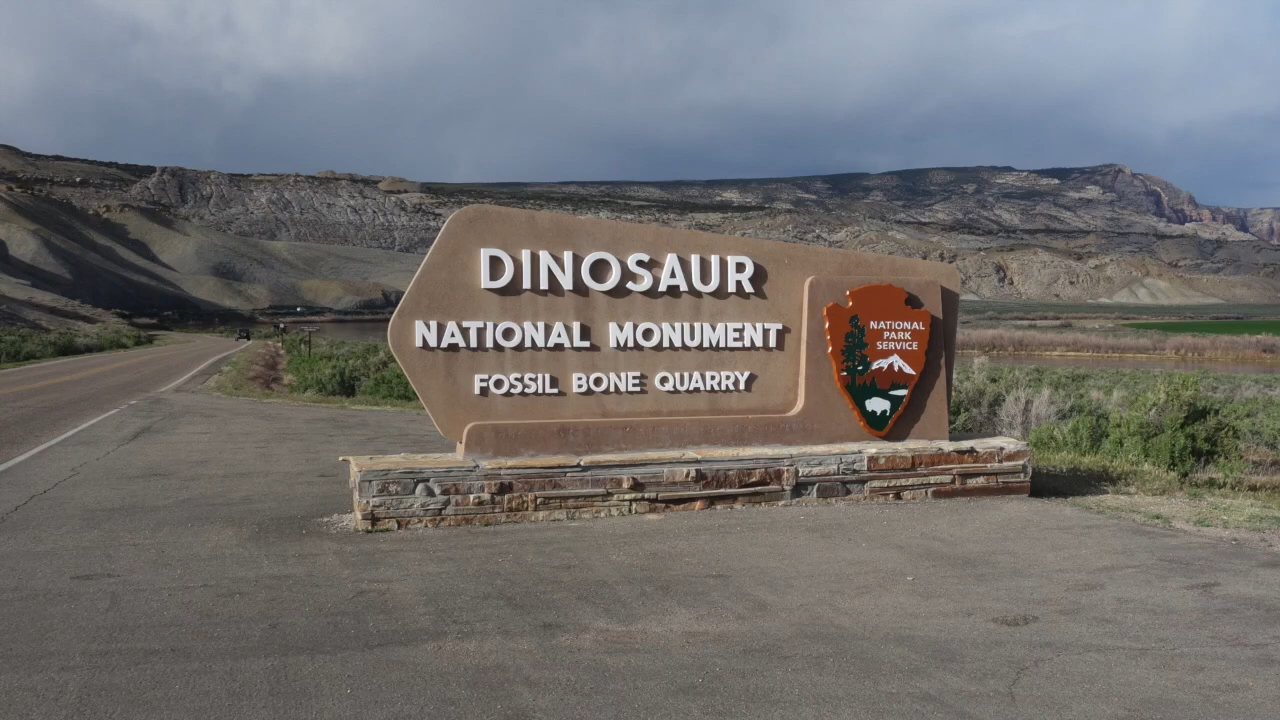 DINOSAUR
NATIONAL MONUMENT
FOSSIL BONE QUARRY
NATIONAL
PARK
SERVICE